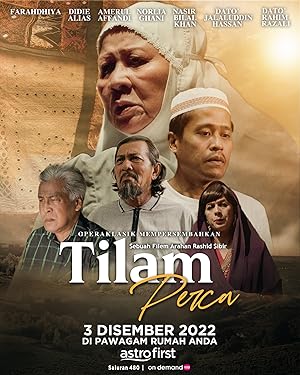 FARAHDHIYA DIDIE ALIAS AMERUL AFFANDI NORLIA GHANI NASIR BILAL KHAN DATO JALALUDDIN HASSAN DATO RAHIM RAZALI
OPERAKLASIK MEMPERSEMBAHKAN
Sebuah Filem Arahan Rashid Sibir
Tilam
Perca
3 DISEMBER 2022
DI PAWAGAM RUMAH ANDA
astro first
Saluran 480 | on demand